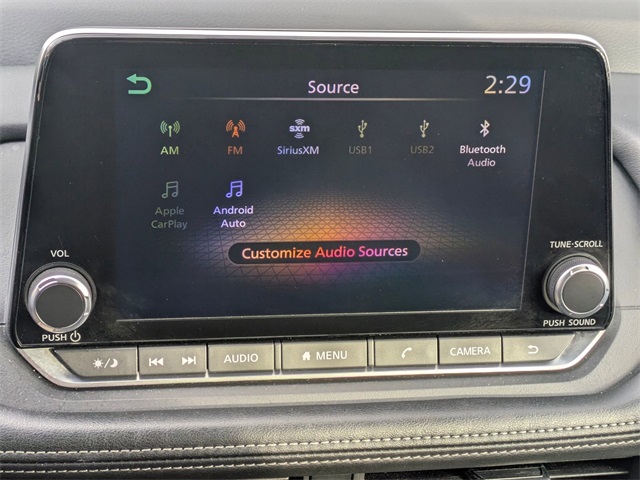 Source
2:29
AM
FM
sxm
SiriusXM
USB1
USB2
Bluetooth
Audio
Apple
CarPlay
Android
Auto
Customize Audio Sources
VOL
PUSH
TUNE·SCROLL
PUSH SOUND
AUDIO
MENU
CAMERA